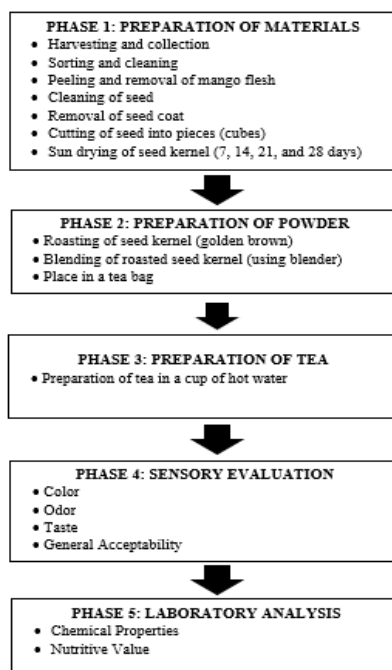 PHASE 1: PREPARATION OF MATERIALS
• Harvesting and collection
• Sorting and cleaning
• Peeling and removal of mango flesh
• Cleaning of seed
• Removal of seed coat
• Cutting of seed into pieces (cubes)
• Sun drying of seed kernel (7, 14, 21, and 28 days)
PHASE 2: PREPARATION OF POWDER
• Roasting of seed kernel (golden brown)
• Blending of roasted seed kernel (using blender)
• Place in a tea bag
PHASE 3: PREPARATION OF TEA
• Preparation of tea in a cup of hot water
PHASE 4: SENSORY EVALUATION
• Color
• Odor
• Taste
• General Acceptability
PHASE 5: LABORATORY ANALYSIS
• Chemical Properties
• Nutritive Value